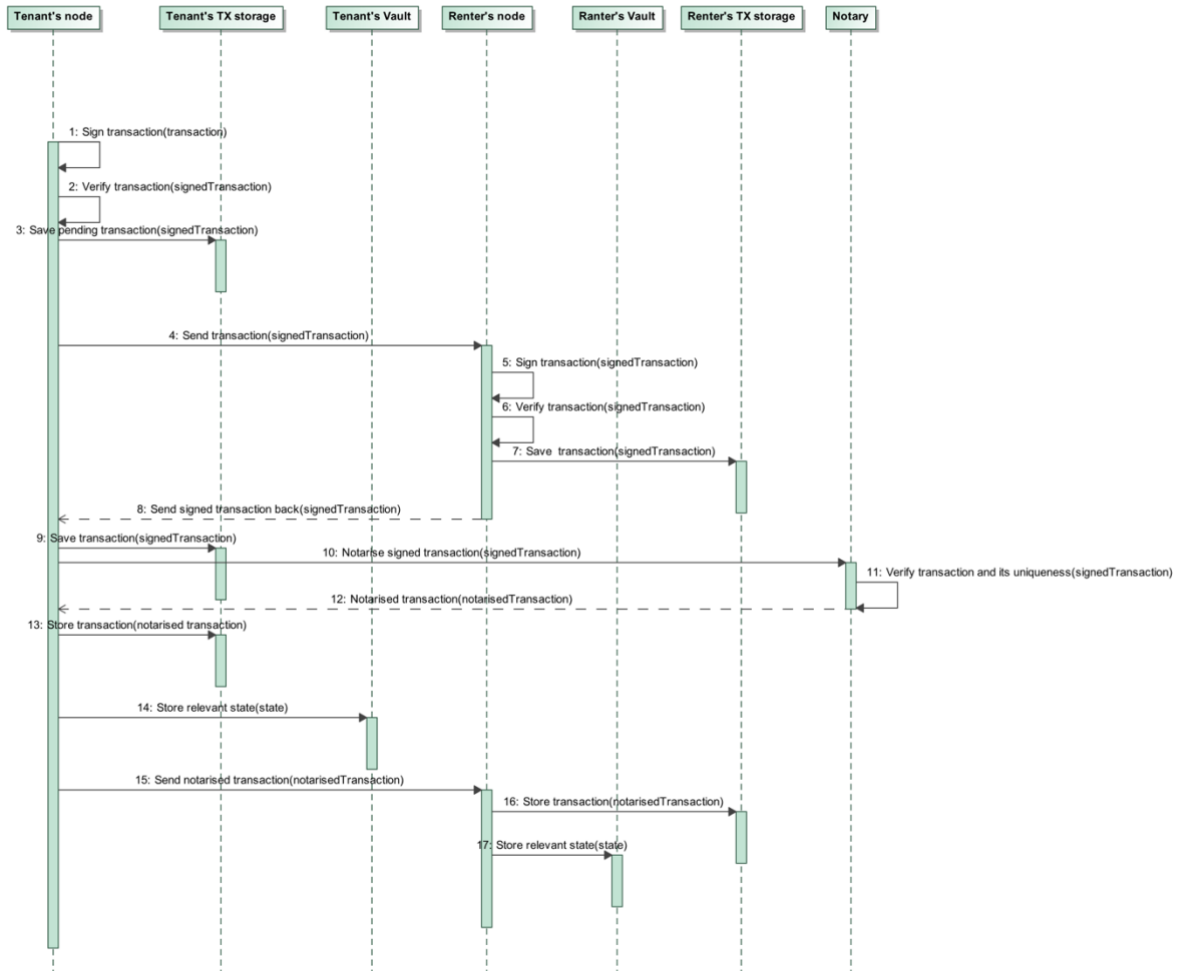 Tenant's node
Tenant's TX storage
Tenant's Vault
Renter's node
Ranter's Vault
Renter's TX storage
Notary
1: Sign transaction(transaction)
2: Verify transaction(signedTransaction)
3: Save pending transaction(signedTransaction)
4: Send transaction(signedTransaction)
5: Sign transaction(signedTransaction)
6: Verify transaction(signedTransaction)
7: Save  transaction(signedTransaction)
8: Send signed transaction back(signedTransaction)
9: Save transaction(signedTransaction)
10: Notarise signed transaction(signedTransaction)
11: Verify transaction and its uniqueness(signedTransaction)
12: Notarised transaction(notarisedTransaction)
13: Store transaction(notarised transaction)
14: Store relevant state(state)
15: Send notarised transaction(notarisedTransaction)
16: Store transaction(notarisedTransaction)
17: Store relevant state(state)